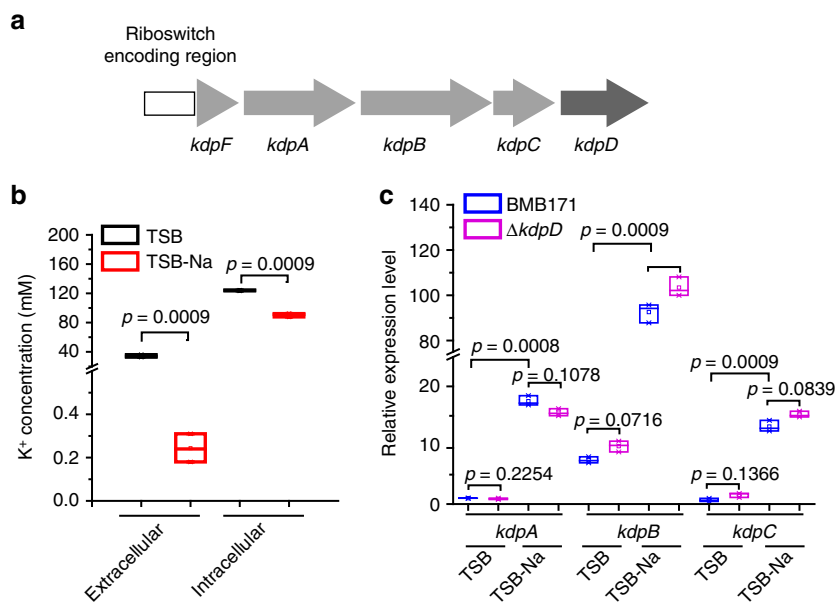 a
Riboswitch
encoding region
kdpF
kdpA
kdpB
kdpC
kdpD
b
TSB
TSB-Na
K⁺ concentration (mM)
200
160
120
80
40
0.4
0.2
0.0
p = 0.0009
p = 0.0009
Extracellular
Intracellular
c
BMB171
ΔkdpD
Relative expression level
140
120
100
80
20
10
0
p = 0.0009
p = 0.0008
p = 0.1078
p = 0.0009
p = 0.0839
p = 0.0716
p = 0.2254
p = 0.1366
kdpA
kdpB
kdpC
TSB
TSB-Na
TSB
TSB-Na
TSB
TSB-Na